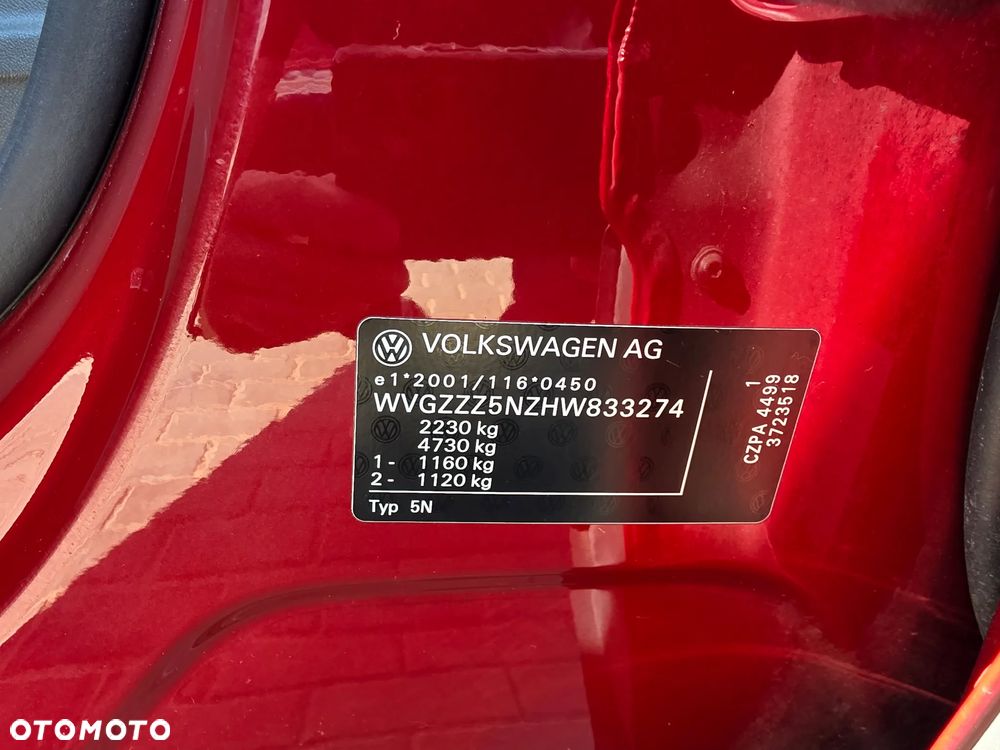 VOLKSWAGEN AG
e1*2001/116*0450
WVGZZZ5NZHW833274
2230 kg
4730 kg
1 - 1160 kg
2 - 1120 kg
Typ 5N
1
CZPA 4499
3723518
OTOMOTO